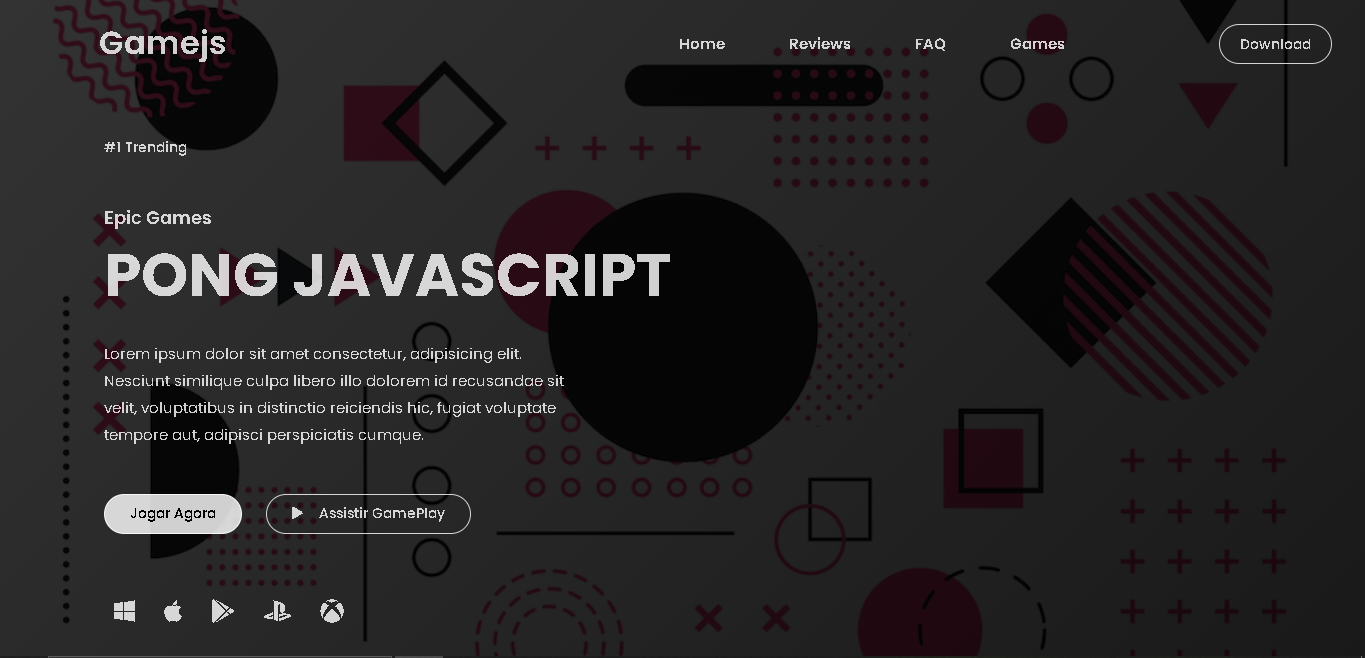 Gamejs
Home Reviews FAQ Games Download
#1 Trending
Epic Games
PONG JAVASCRIPT
Lorem ipsum dolor sit amet consectetur, adipisicing elit.
Nesciunt similique culpa libero illo dolorem id recusandae sit
velit, voluptatibus in distinctio reiciendis hic, fugiat voluptate
tempore aut, adipisci perspiciatis cumque.
Jogar Agora Assistir GamePlay